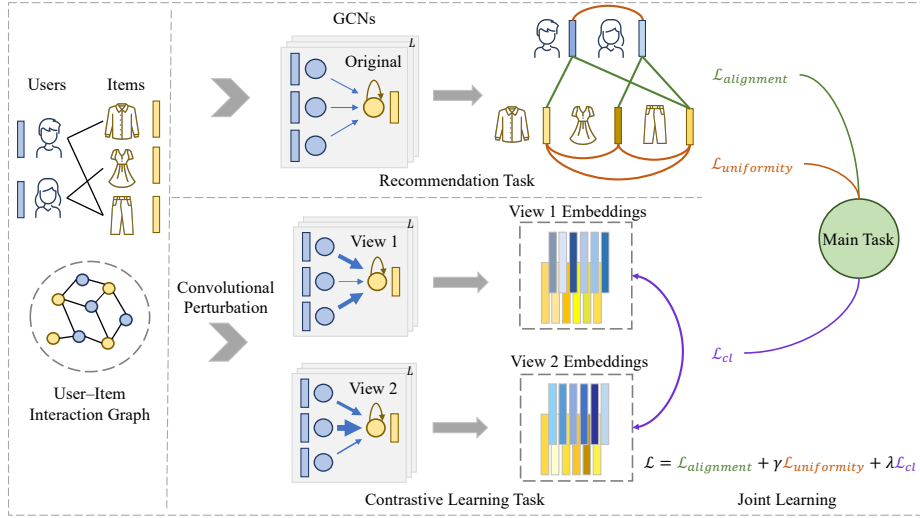 GCNs
L
Original
Users
Items
ℒ_alignment
Recommendation Task
ℒ_uniformity
View 1 Embeddings
L
View 1
Main Task
Convolutional
Perturbation
ℒ_cl
View 2 Embeddings
L
View 2
User–Item
Interaction Graph
ℒ = ℒ_alignment + γℒ_uniformity + λℒ_cl
Contrastive Learning Task
Joint Learning